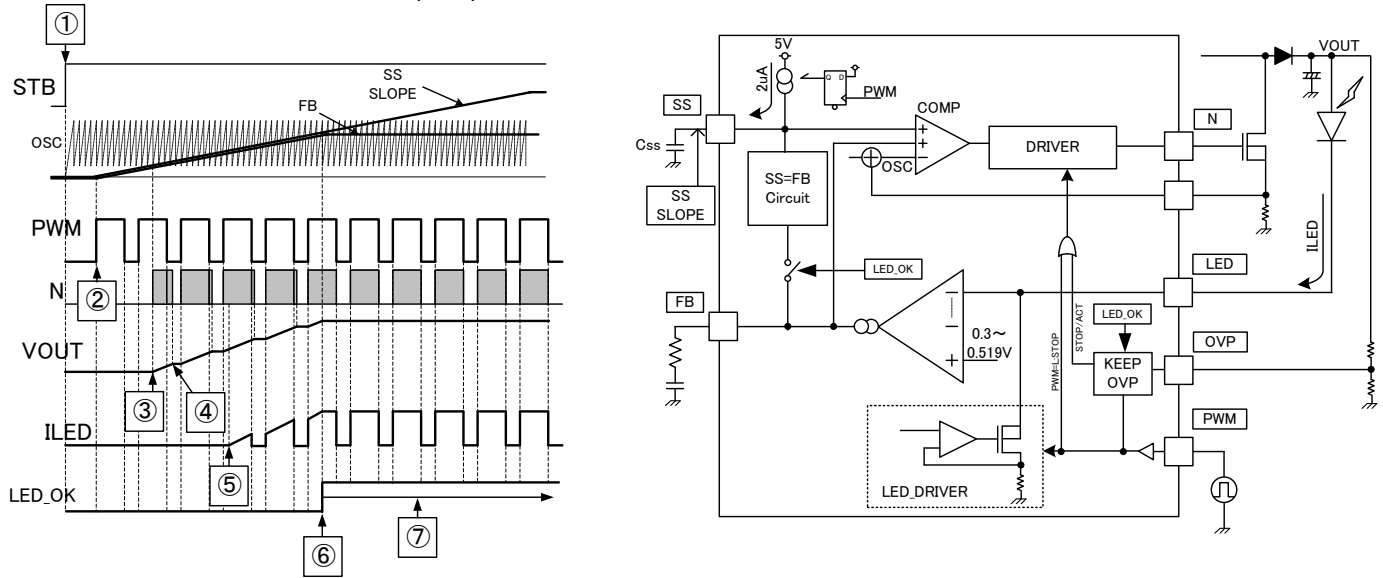 ①
STB
SS
SLOPE
FB
OSC
PWM
②
N
VOUT
③
④
ILED
⑤
LED_OK
⑥
⑦
5V
2uA
Q D
PWM
SS
Css
SS
SLOPE
COMP
OSC
DRIVER
SS=FB
Circuit
LED_OK
FB
0.3～
0.519V
PWM=L:STOP
STOP/ACT
LED_OK
KEEP
OVP
LED_DRIVER
VOUT
N
ILED
LED
OVP
PWM